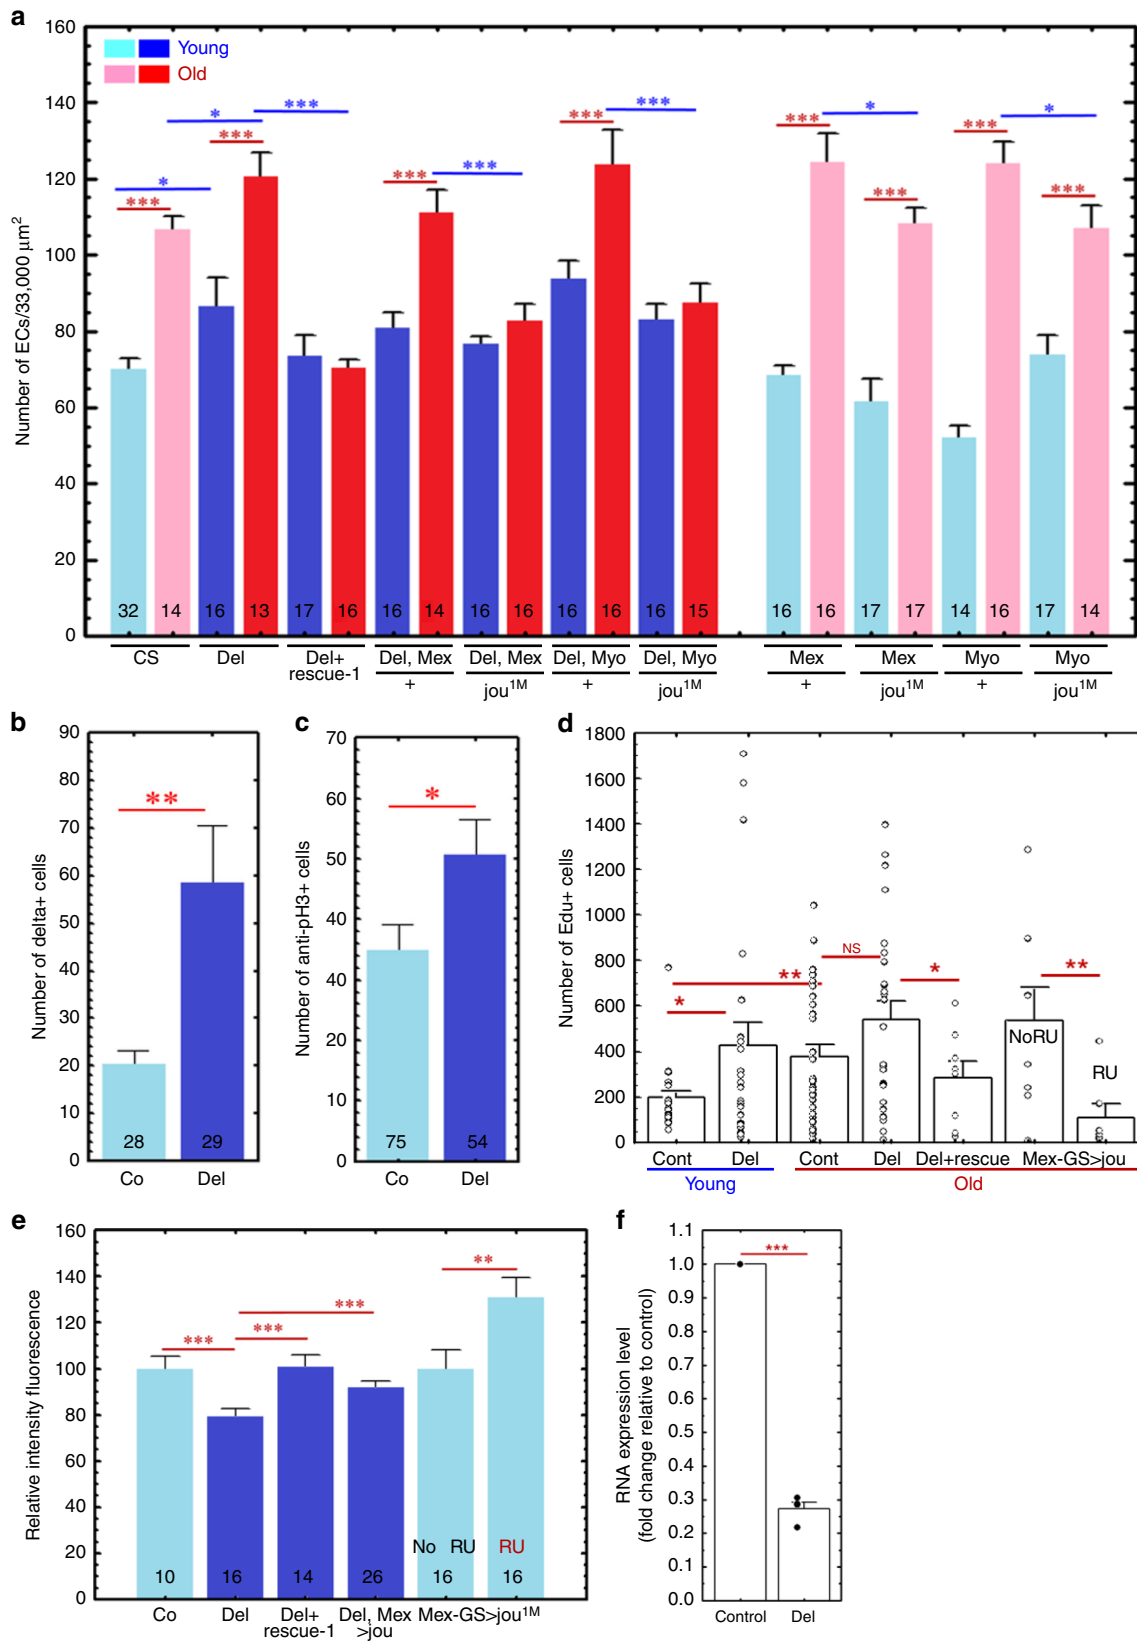 a
160
140
120
100
80
60
40
20
0
Number of ECs/33,000 µm²
Young
Old
*** * *** * *** *** *** *** *** *** * *** *** * ***
32 14 16 13 17 16 16 14 16 16 16 16 16 15 16 16 17 17 14 16 17 14
CS Del Del+ Del, Mex Del, Mex Del, Myo Del, Myo Mex Mex Myo Myo
rescue-1 + jou1M + jou1M + jou1M + jou1M
b
90
80
70
60
50
40
30
20
10
0
Number of delta+ cells
**
28 29
Co Del
c
70
60
50
40
40
20
10
0
Number of anti-pH3+ cells
*
75 54
Co Del
d
1800
1600
1400
1200
1000
800
600
400
200
0
Number of Edu+ cells
* ** NS * **
NoRU
RU
Cont Del Cont Del Del+rescue Mex-GS>jou
Young Old
e
160
140
120
100
80
60
40
20
0
Relative intensity fluorescence
*** *** *** **
No RU RU
10 16 14 26 16 16
Co Del Del+ Del, Mex Mex-GS>jou1M
rescue-1 >jou
f
1.1
1.0
0.9
0.8
0.7
0.6
0.5
0.4
0.3
0.2
0.1
0.0
RNA expression level
(fold change relative to control)
***
Control Del